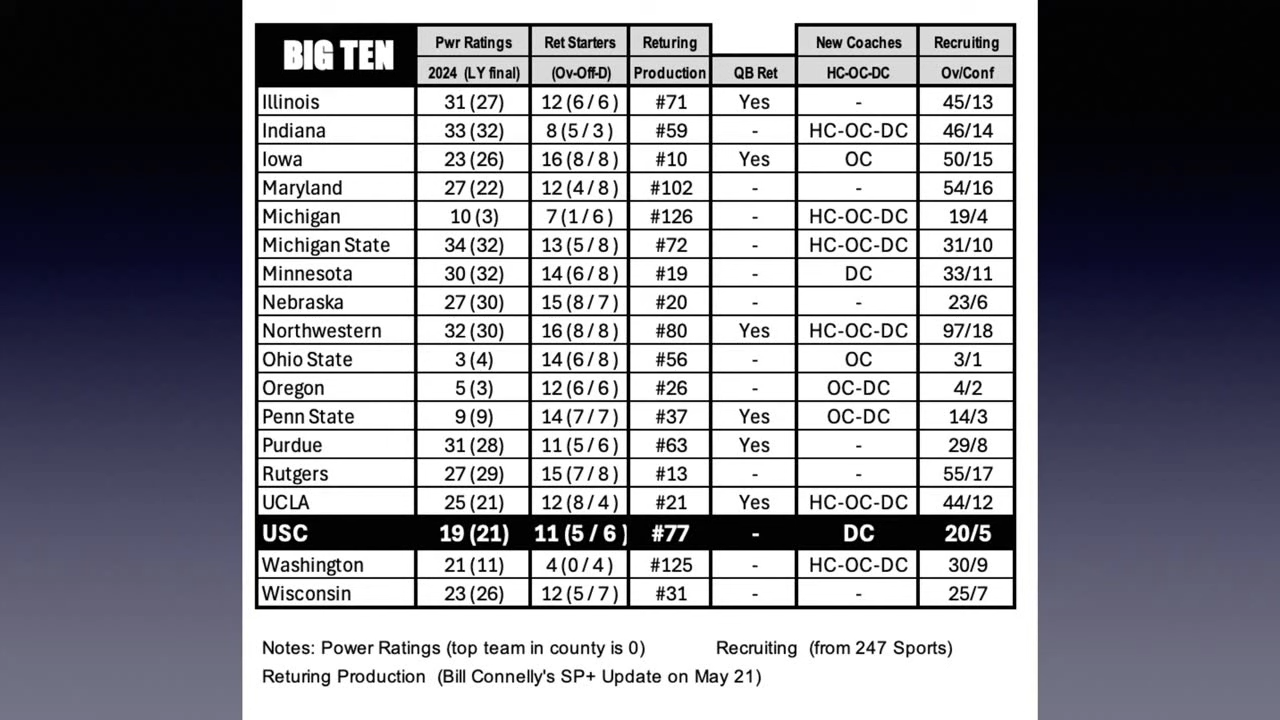 BIG TEN Pwr Ratings Ret Starters Returing New Coaches Recruiting
2024 (LY final) (Ov-Off-D) Production QB Ret HC-OC-DC Ov/Conf
Illinois 31 (27) 12 (6 / 6) #71 Yes - 45/13
Indiana 33 (32) 8 (5 / 3) #59 - HC-OC-DC 46/14
Iowa 23 (26) 16 (8 / 8) #10 Yes OC 50/15
Maryland 27 (22) 12 (4 / 8) #102 - - 54/16
Michigan 10 (3) 7 (1 / 6) #126 - HC-OC-DC 19/4
Michigan State 34 (32) 13 (5 / 8) #72 - HC-OC-DC 31/10
Minnesota 30 (32) 14 (6 / 8) #19 - DC 33/11
Nebraska 27 (30) 15 (8 / 7) #20 - - 23/6
Northwestern 32 (30) 16 (8 / 8) #80 Yes HC-OC-DC 97/18
Ohio State 3 (4) 14 (6 / 8) #56 - OC 3/1
Oregon 5 (3) 12 (6 / 6) #26 - OC-DC 4/2
Penn State 9 (9) 14 (7 / 7) #37 Yes OC-DC 14/3
Purdue 31 (28) 11 (5 / 6) #63 Yes - 29/8
Rutgers 27 (29) 15 (7 / 8) #13 - - 55/17
UCLA 25 (21) 12 (8 / 4) #21 Yes HC-OC-DC 44/12
USC 19 (21) 11 (5 / 6 ) #77 - DC 20/5
Washington 21 (11) 4 (0 / 4) #125 - HC-OC-DC 30/9
Wisconsin 23 (26) 12 (5 / 7) #31 - - 25/7
Notes: Power Ratings (top team in county is 0) Recruiting (from 247 Sports)
Returing Production (Bill Connelly's SP+ Update on May 21)